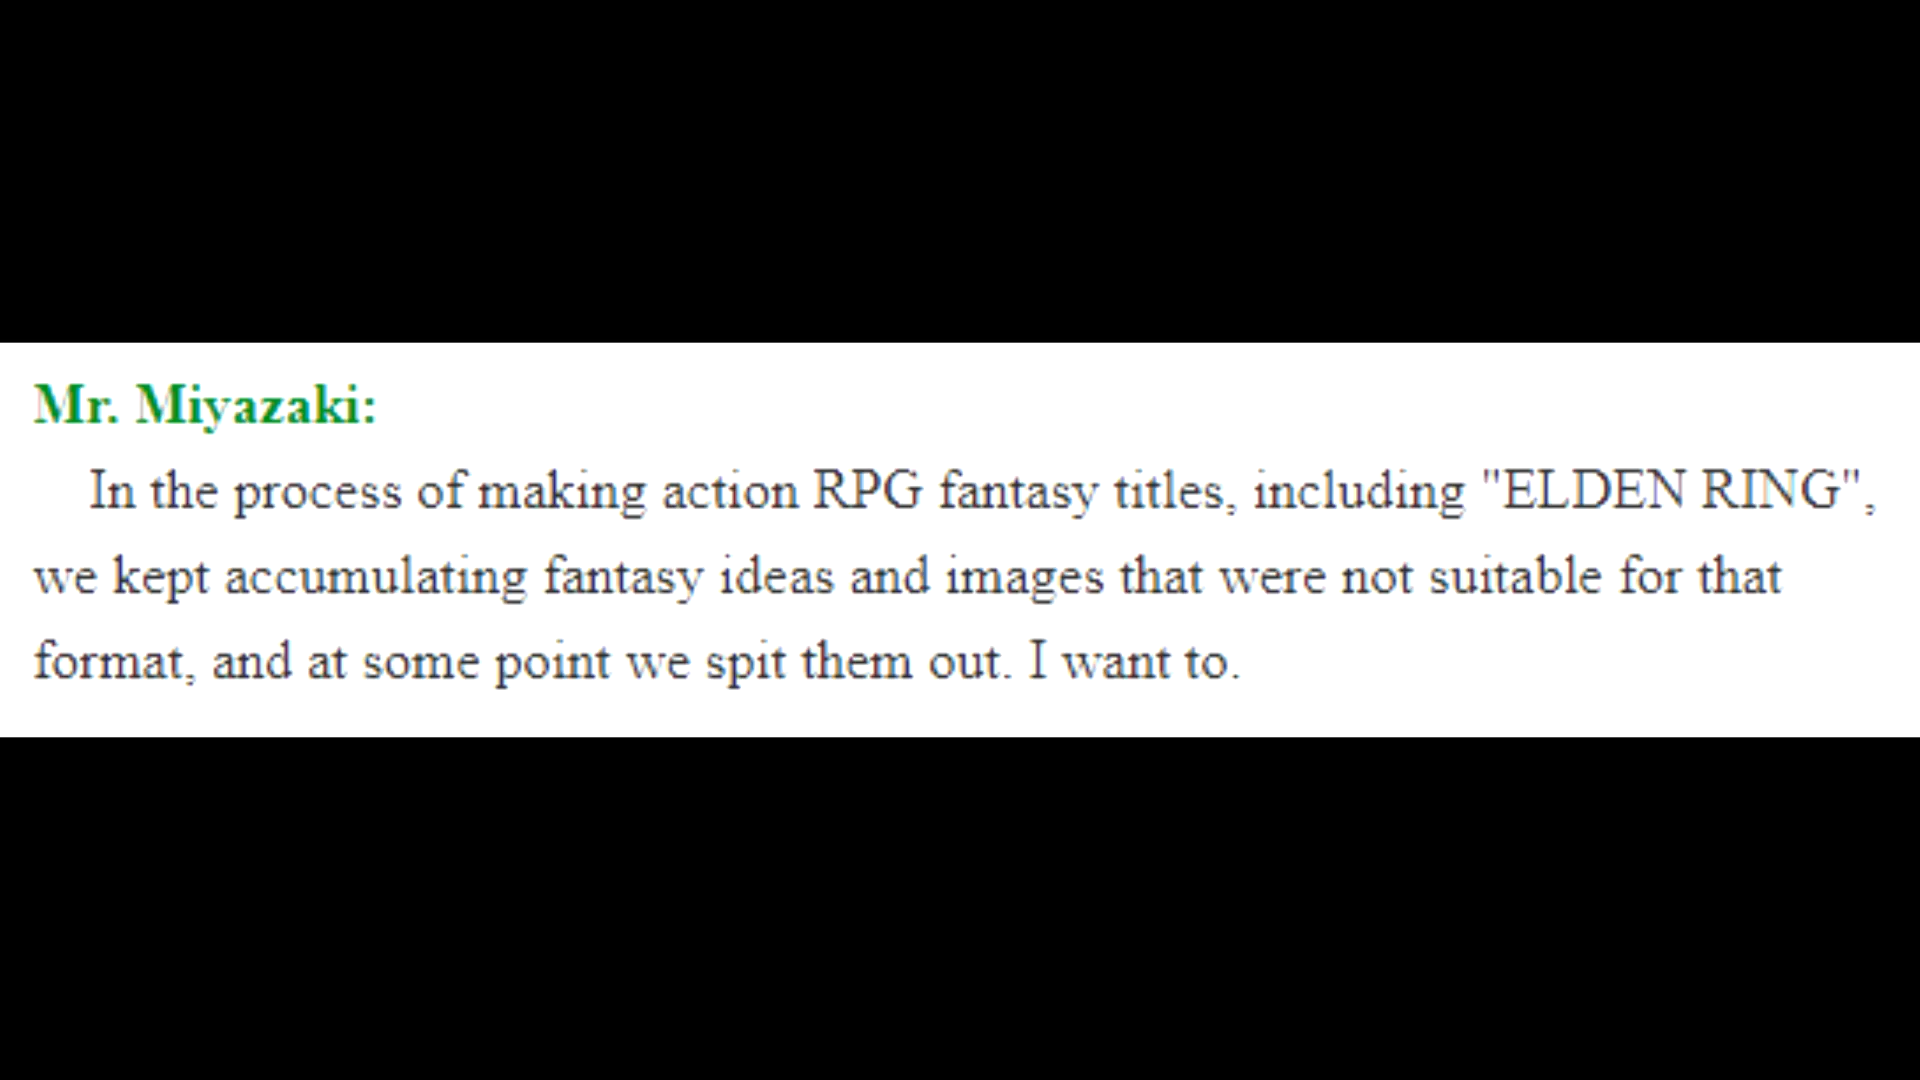 Mr. Miyazaki:
In the process of making action RPG fantasy titles, including "ELDEN RING",
we kept accumulating fantasy ideas and images that were not suitable for that
format, and at some point we spit them out. I want to.